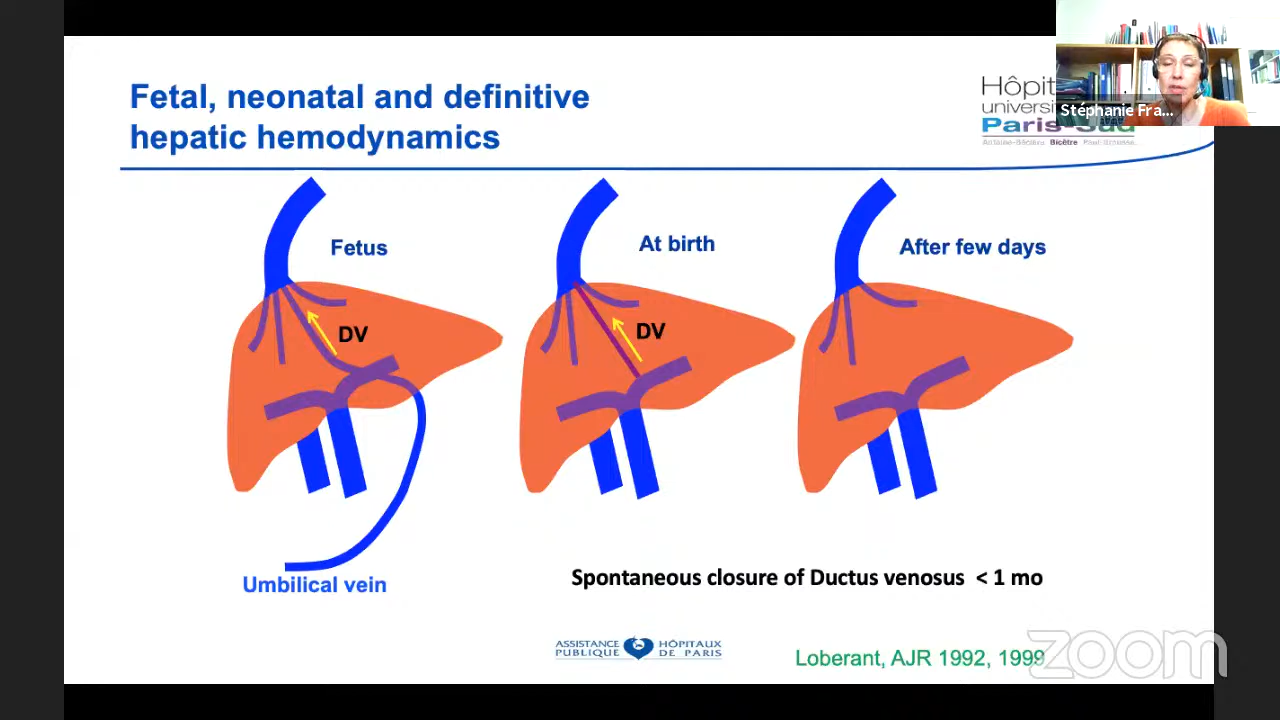 Fetal, neonatal and definitive
hepatic hemodynamics
Hôpit
univers
Paris-Sud
Bicêtre
Stéphanie Fra...
Fetus
At birth
After few days
DV
DV
Umbilical vein
Spontaneous closure of Ductus venosus < 1 mo
ASSISTANCE
PUBLIQUE
HÔPITAUX
DE PARIS
Loberant, AJR 1992, 1999
zoom